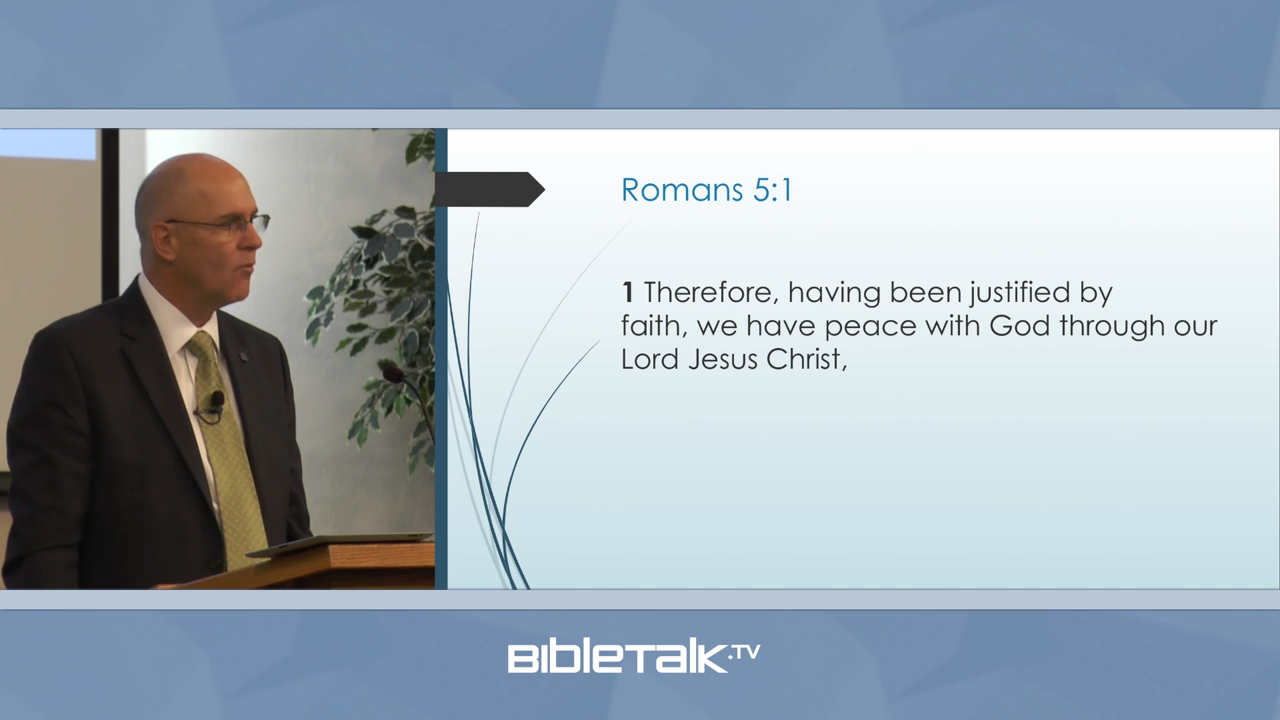 Romans 5:1
1 Therefore, having been justified by
faith, we have peace with God through our
Lord Jesus Christ,
BibleTalk.TV